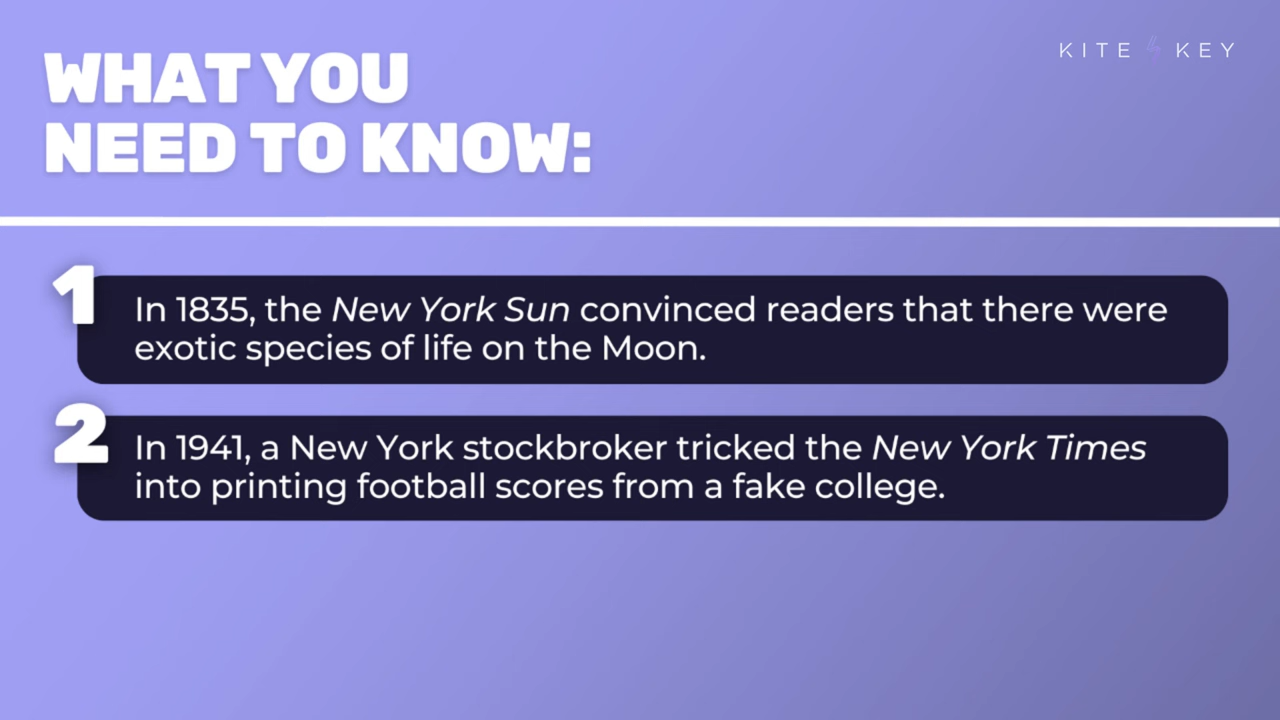 WHAT YOU
KITE KEY
NEED TO KNOW:
1
In 1835, the New York Sun convinced readers that there were
exotic species of life on the Moon.
2
In 1941, a New York stockbroker tricked the New York Times
into printing football scores from a fake college.